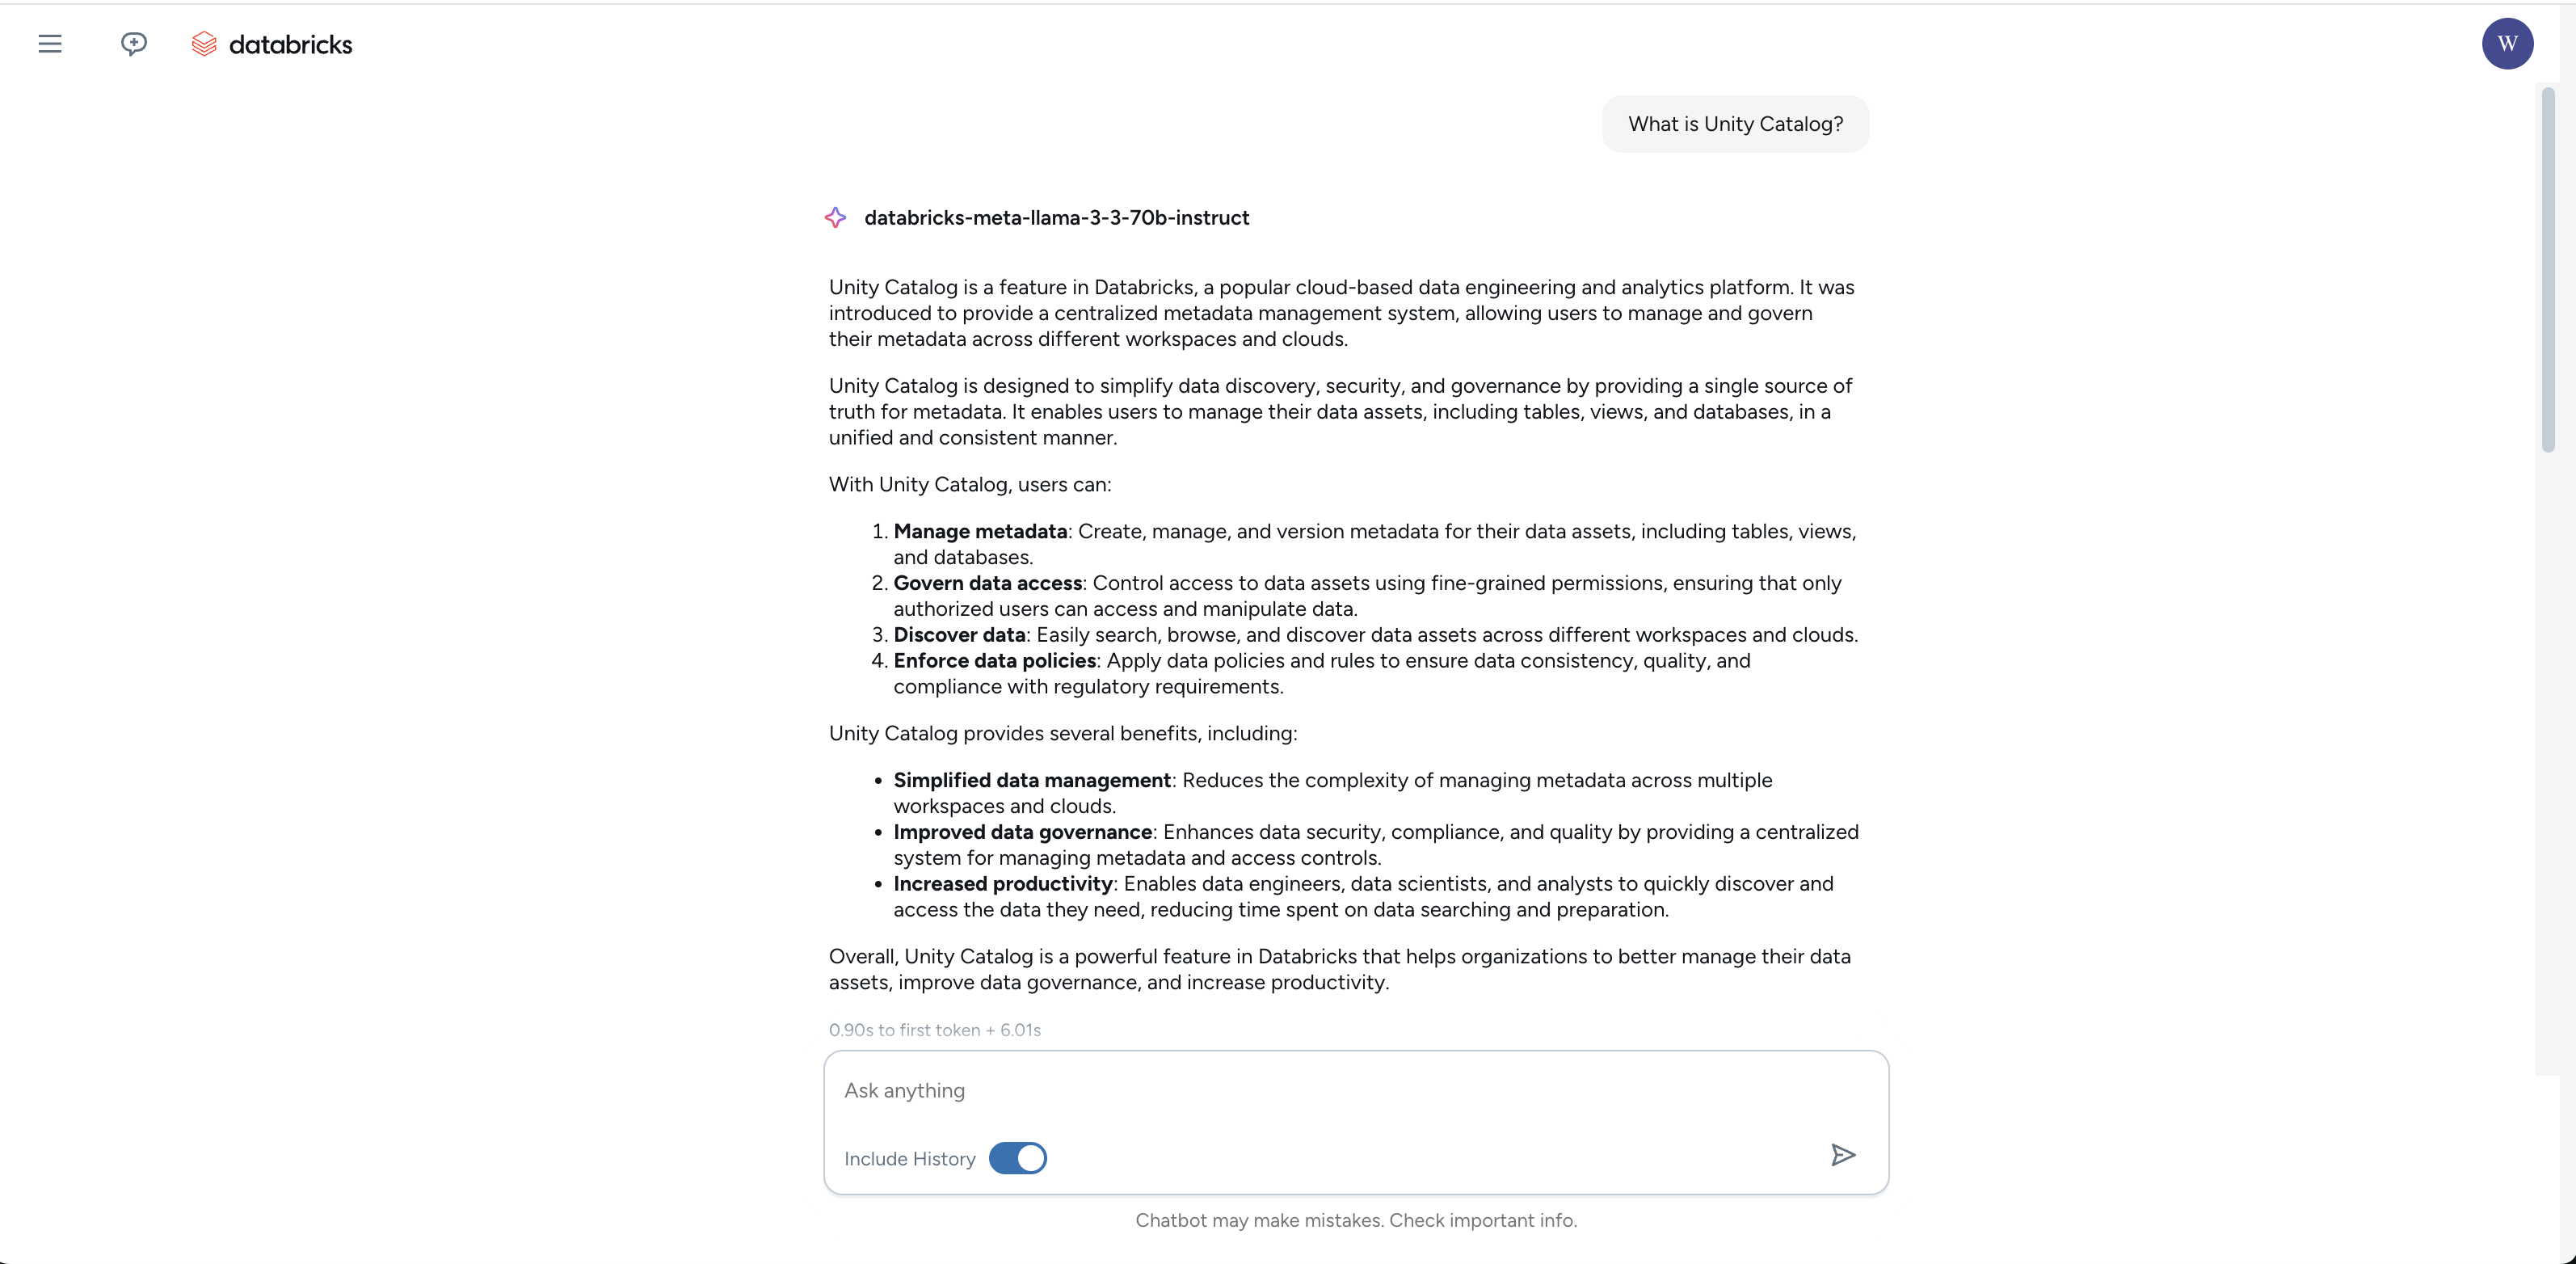 databricks
W
What is Unity Catalog?
databricks-meta-llama-3-3-70b-instruct
Unity Catalog is a feature in Databricks, a popular cloud-based data engineering and analytics platform. It was
introduced to provide a centralized metadata management system, allowing users to manage and govern
their metadata across different workspaces and clouds.
Unity Catalog is designed to simplify data discovery, security, and governance by providing a single source of
truth for metadata. It enables users to manage their data assets, including tables, views, and databases, in a
unified and consistent manner.
With Unity Catalog, users can:
1. Manage metadata: Create, manage, and version metadata for their data assets, including tables, views,
and databases.
2. Govern data access: Control access to data assets using fine-grained permissions, ensuring that only
authorized users can access and manipulate data.
3. Discover data: Easily search, browse, and discover data assets across different workspaces and clouds.
4. Enforce data policies: Apply data policies and rules to ensure data consistency, quality, and
compliance with regulatory requirements.
Unity Catalog provides several benefits, including:
• Simplified data management: Reduces the complexity of managing metadata across multiple
workspaces and clouds.
• Improved data governance: Enhances data security, compliance, and quality by providing a centralized
system for managing metadata and access controls.
• Increased productivity: Enables data engineers, data scientists, and analysts to quickly discover and
access the data they need, reducing time spent on data searching and preparation.
Overall, Unity Catalog is a powerful feature in Databricks that helps organizations to better manage their data
assets, improve data governance, and increase productivity.
0.90s to first token + 6.01s
Ask anything
Include History
Chatbot may make mistakes. Check important info.